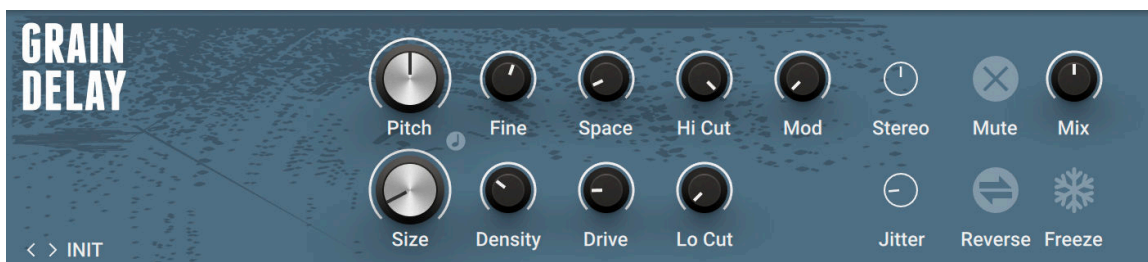 GRAIN
DELAY
Pitch Fine Space Hi Cut Mod Stereo Mute Mix
Size Density Drive Lo Cut Jitter Reverse Freeze
< > INIT